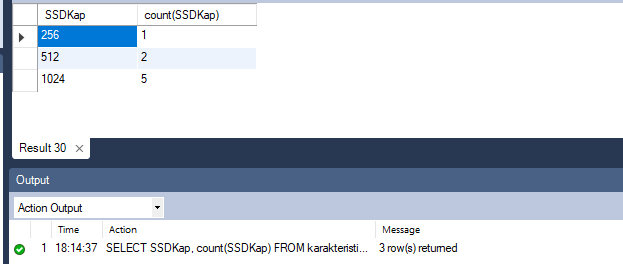 SSDKap count(SSDKap)
256 1
512 2
1024 5
Result 30
Output
Action Output
Time Action Message
1 18:14:37 SELECT SSDKap, count(SSDKap) FROM karakteristi... 3 row(s) returned